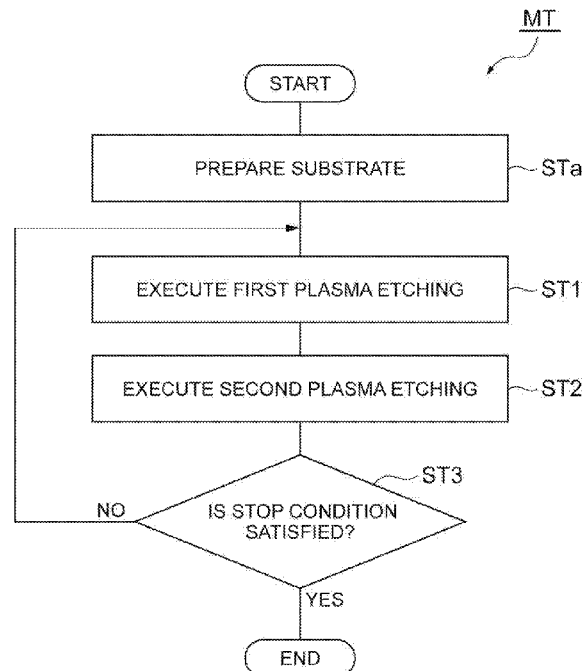 MT
START
PREPARE SUBSTRATE
STa
EXECUTE FIRST PLASMA ETCHING
ST1
EXECUTE SECOND PLASMA ETCHING
ST2
ST3
NO
IS STOP CONDITION
SATISFIED?
YES
END